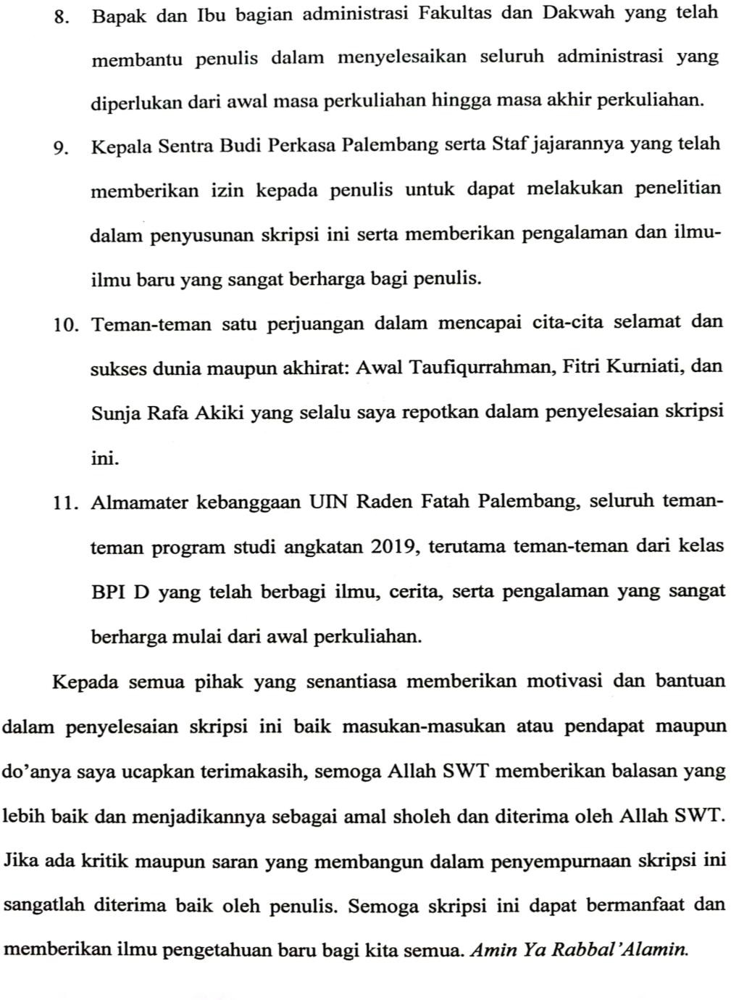 8. Bapak dan Ibu bagian administrasi Fakultas dan Dakwah yang telah
membantu penulis dalam menyelesaikan seluruh administrasi yang
diperlukan dari awal masa perkuliahan hingga masa akhir perkuliahan.
9. Kepala Sentra Budi Perkasa Palembang serta Staf jajarannya yang telah
memberikan izin kepada penulis untuk dapat melakukan penelitian
dalam penyusunan skripsi ini serta memberikan pengalaman dan ilmu-
ilmu baru yang sangat berharga bagi penulis.
10. Teman-teman satu perjuangan dalam mencapai cita-cita selamat dan
sukses dunia maupun akhirat: Awal Taufiqurrahman, Fitri Kurniati, dan
Sunja Rafa Akiki yang selalu saya repotkan dalam penyelesaian skripsi
ini.
11. Almamater kebanggaan UIN Raden Fatah Palembang, seluruh teman-
teman program studi angkatan 2019, terutama teman-teman dari kelas
BPI D yang telah berbagi ilmu, cerita, serta pengalaman yang sangat
berharga mulai dari awal perkuliahan.
Kepada semua pihak yang senantiasa memberikan motivasi dan bantuan
dalam penyelesaian skripsi ini baik masukan-masukan atau pendapat maupun
do’anya saya ucapkan terimakasih, semoga Allah SWT memberikan balasan yang
lebih baik dan menjadikannya sebagai amal sholeh dan diterima oleh Allah SWT.
Jika ada kritik maupun saran yang membangun dalam penyempurnaan skripsi ini
sangatlah diterima baik oleh penulis. Semoga skripsi ini dapat bermanfaat dan
memberikan ilmu pengetahuan baru bagi kita semua. Amin Ya Rabbal’Alamin.